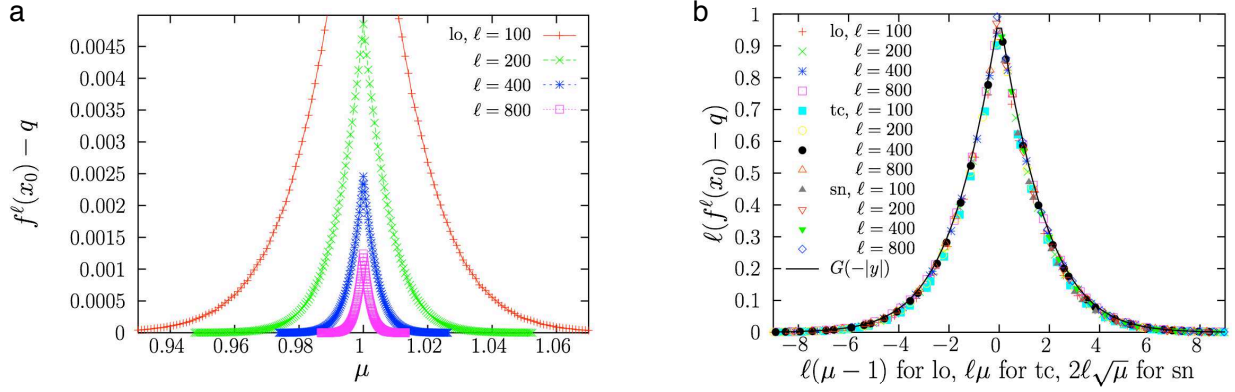 a
f^ℓ(x₀) − q
0.0045
0.004
0.0035
0.003
0.0025
0.002
0.0015
0.001
0.0005
0
lo, ℓ = 100
ℓ = 200
ℓ = 400
ℓ = 800
0.94 0.96 0.98 1 1.02 1.04 1.06
μ
b
ℓ(f^ℓ(x₀) − q)
1
0.9
0.8
0.7
0.6
0.5
0.4
0.3
0.2
0.1
0
lo, ℓ = 100
ℓ = 200
ℓ = 400
ℓ = 800
tc, ℓ = 100
ℓ = 200
ℓ = 400
ℓ = 800
sn, ℓ = 100
ℓ = 200
ℓ = 400
ℓ = 800
G(−|y|)
−8 −6 −4 −2 0 2 4 6 8
ℓ(μ − 1) for lo, ℓμ for tc, 2ℓ√μ for sn